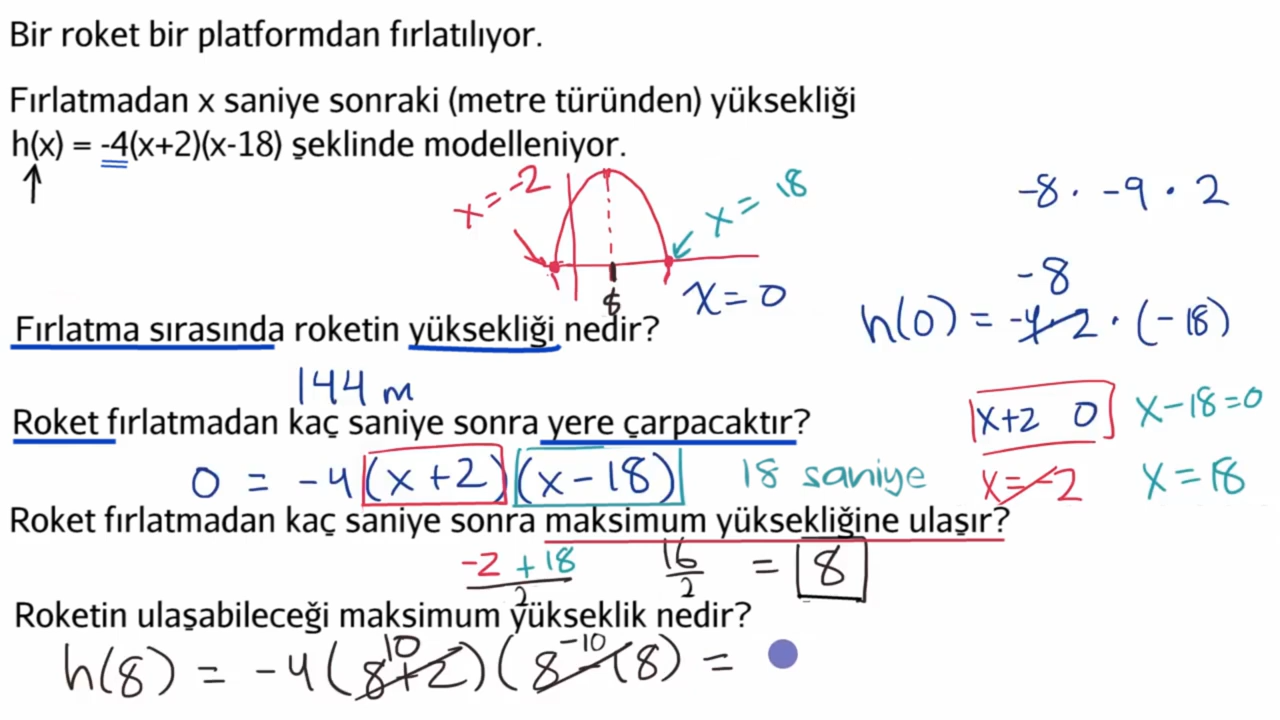 Bir roket bir platformdan fırlatılıyor.
Fırlatmadan x saniye sonraki (metre türünden) yüksekliği
h(x) = -4(x+2)(x-18) şeklinde modelleniyor.
x = -2
x = 18
-8 · -9 · 2
x = 0
-8
h(0) = -4·2 · (-18)
Fırlatma sırasında roketin yüksekliği nedir?
144 m
Roket fırlatmadan kaç saniye sonra yere çarpacaktır?
x+2 0
x-18=0
0 = -4 (x+2) (x-18)
18 saniye
x=-2
x = 18
Roket fırlatmadan kaç saniye sonra maksimum yüksekliğine ulaşır?
-2 + 18
2
16
2
= 8
Roketin ulaşabileceği maksimum yükseklik nedir?
10
-10
h(8) = -4 (8+2) (8-18) =